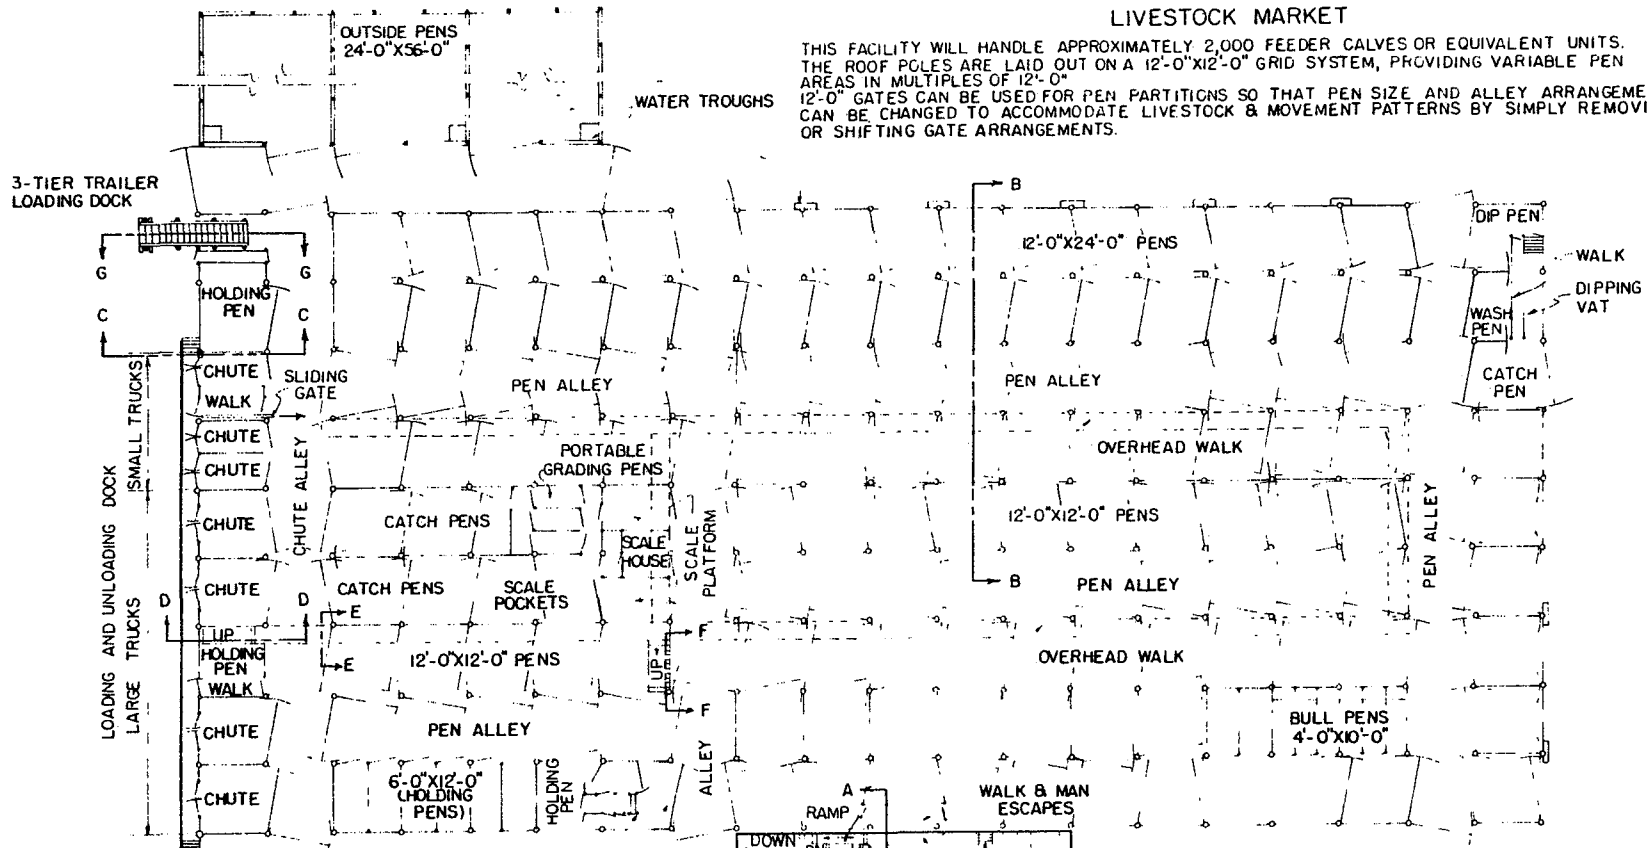 LIVESTOCK MARKET
THIS FACILITY WILL HANDLE APPROXIMATELY 2,000 FEEDER CALVES OR EQUIVALENT UNITS.
THE ROOF POLES ARE LAID OUT ON A 12'-0"X12'-0" GRID SYSTEM, PROVIDING VARIABLE PEN
AREAS IN MULTIPLES OF 12'-0"
12'-0" GATES CAN BE USED FOR PEN PARTITIONS SO THAT PEN SIZE AND ALLEY ARRANGEME
CAN BE CHANGED TO ACCOMMODATE LIVESTOCK & MOVEMENT PATTERNS BY SIMPLY REMOVI
OR SHIFTING GATE ARRANGEMENTS.
OUTSIDE PENS
24'-0"X56'-0"
WATER TROUGHS
3-TIER TRAILER
LOADING DOCK
B
DIP PEN
12'-0"X24'-0" PENS
WALK
G
G
HOLDING
PEN
DIPPING
VAT
C
C
WASH
PEN
CHUTE
SLIDING
GATE
PEN ALLEY
PEN ALLEY
CATCH
PEN
WALK
SMALL TRUCKS
CHUTE
CHUTE ALLEY
PORTABLE
GRADING PENS
OVERHEAD WALK
CHUTE
CHUTE
CATCH PENS
SCALE
HOUSE
SCALE
PLATFORM
12'-0"X12'-0" PENS
PEN ALLEY
LOADING AND UNLOADING DOCK
LARGE TRUCKS
CHUTE
CATCH PENS
SCALE
POCKETS
B
PEN ALLEY
D
D
E
UP
F
HOLDING
PEN
E
12'-0"X12'-0" PENS
UP
OVERHEAD WALK
WALK
F
CHUTE
PEN ALLEY
BULL PENS
4'-0"X10'-0"
6'-0"X12'-0"
(HOLDING
PENS)
HOLDING
PEN
ALLEY
CHUTE
A
RAMP
WALK & MAN
ESCAPES
DOWN